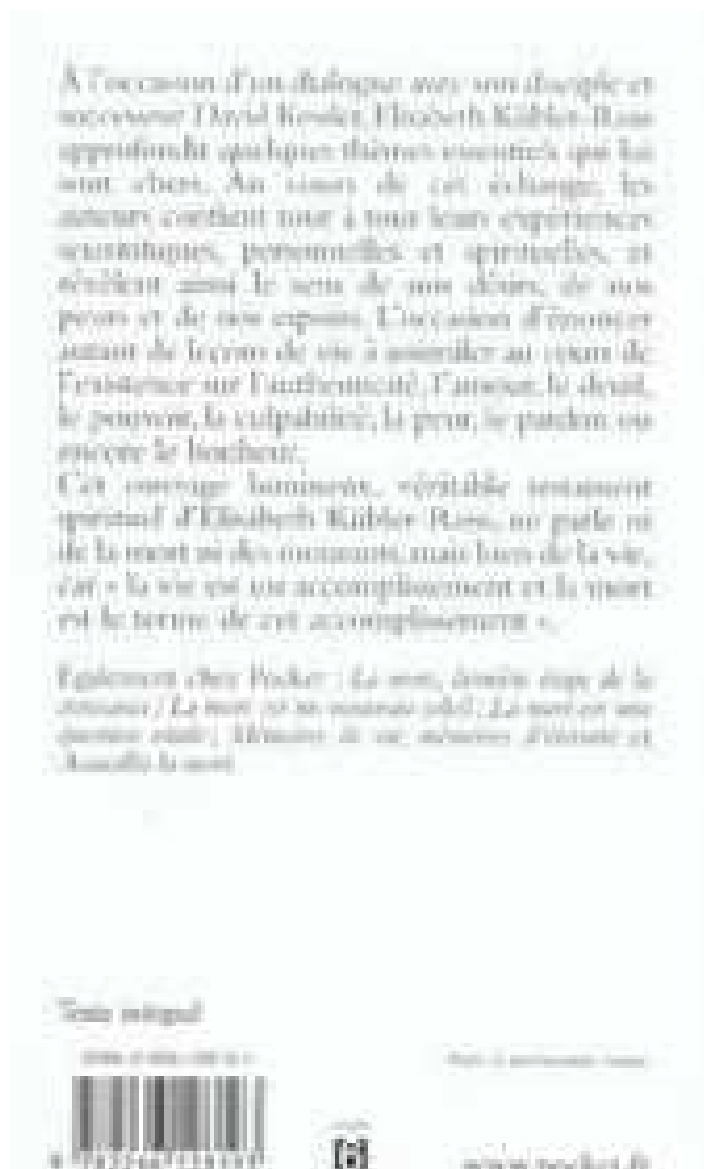 À l'occasion d'un dialogue avec son disciple et
successeur David Kessler, Elisabeth Kübler-Ross
approfondit quelques thèmes essentiels qui lui
sont chers. Au cours de cet échange, les
auteurs confient tour à tour leurs expériences
scientifiques, personnelles et spirituelles, et
révèlent ainsi le sens de nos désirs, de nos
peurs et de nos espoirs. L'occasion d'énoncer
autant de leçons de vie à assimiler au cours de
l'existence sur l'authenticité, l'amour, le deuil,
le pouvoir, la culpabilité, la peur, le pardon ou
encore le bonheur.
Cet ouvrage lumineux, véritable testament
spirituel d'Elisabeth Kübler-Ross, ne parle ni
de la mort ni des mourants, mais bien de la vie,
car « la vie est un accomplissement et la mort
est le terme de cet accomplissement ».
Également chez Pocket : La mort, dernière étape de la
croissance ; La mort est un nouveau soleil ; La mort est une
question vitale ; Mémoires de vie, mémoires d'éternité et
Accueillir la mort
Texte intégral
www.pocket.fr